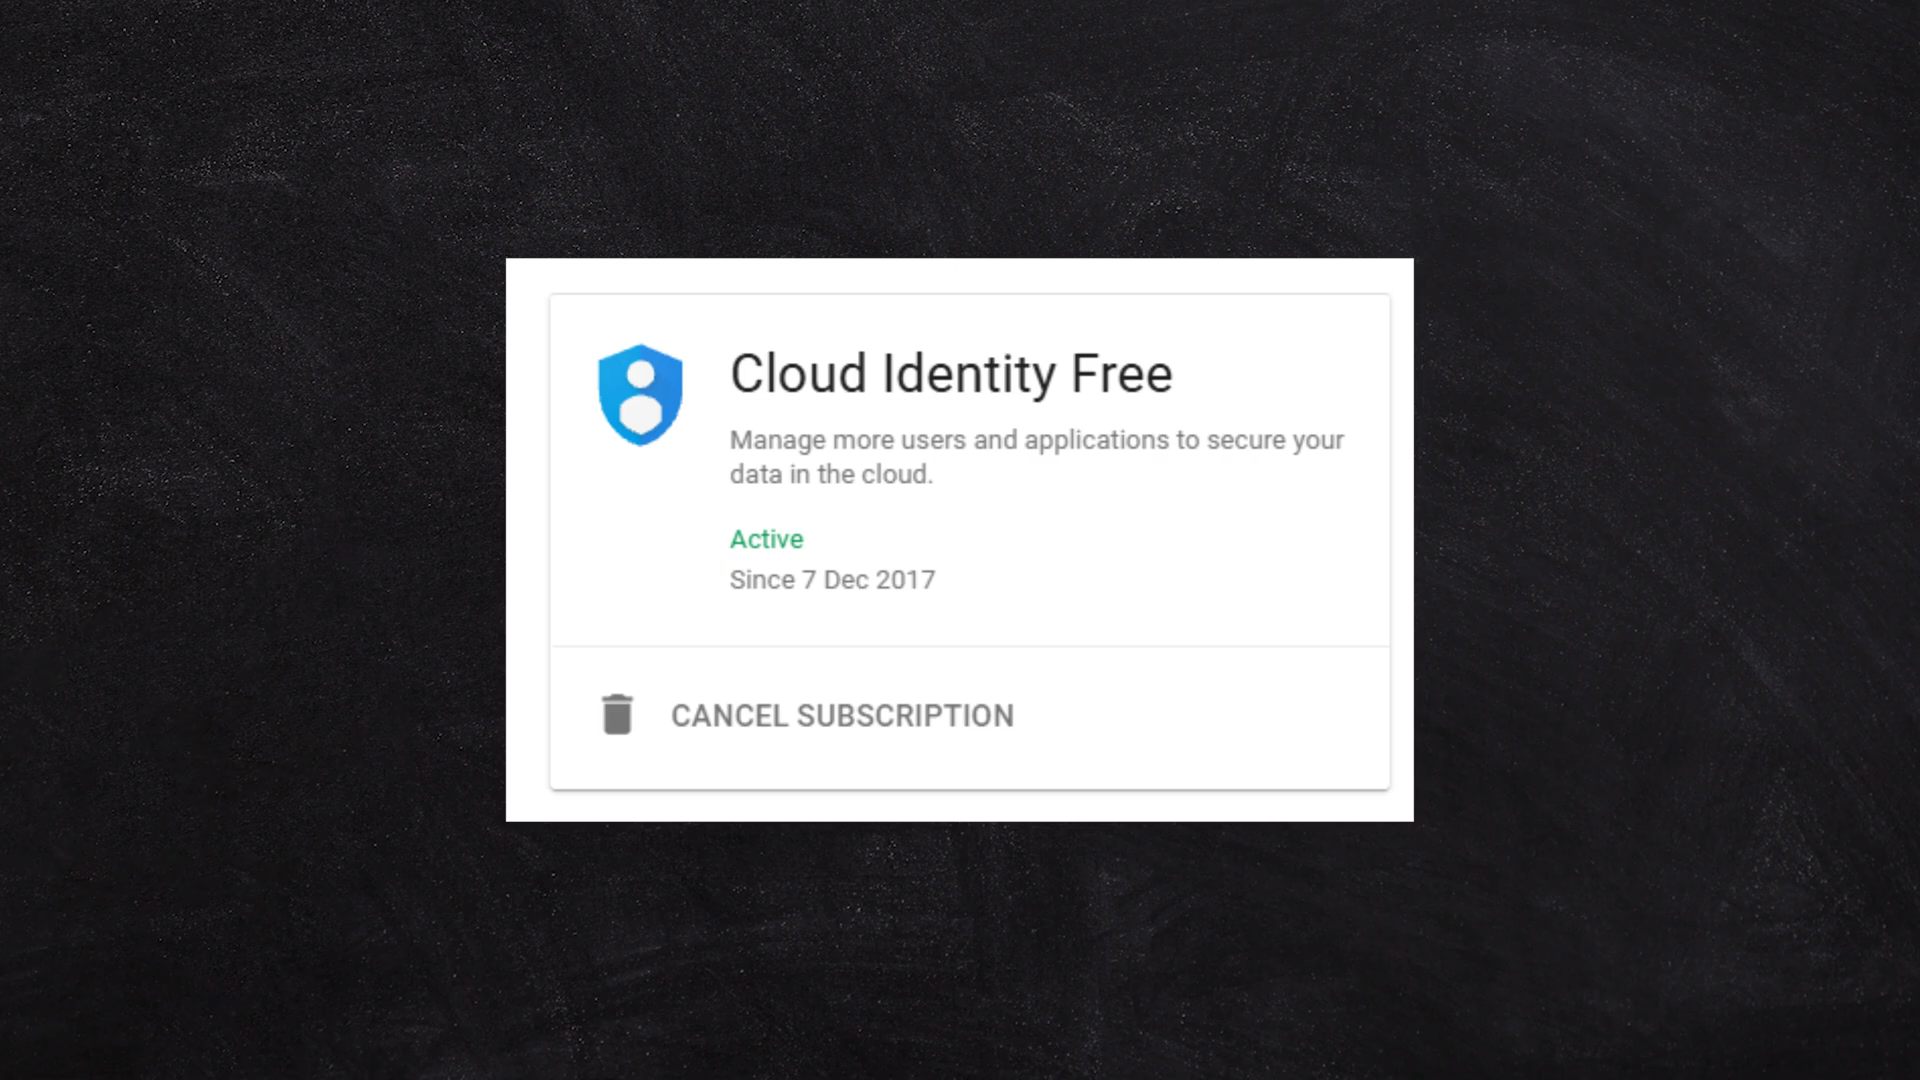 Cloud Identity Free
Manage more users and applications to secure your
data in the cloud.
Active
Since 7 Dec 2017
CANCEL SUBSCRIPTION